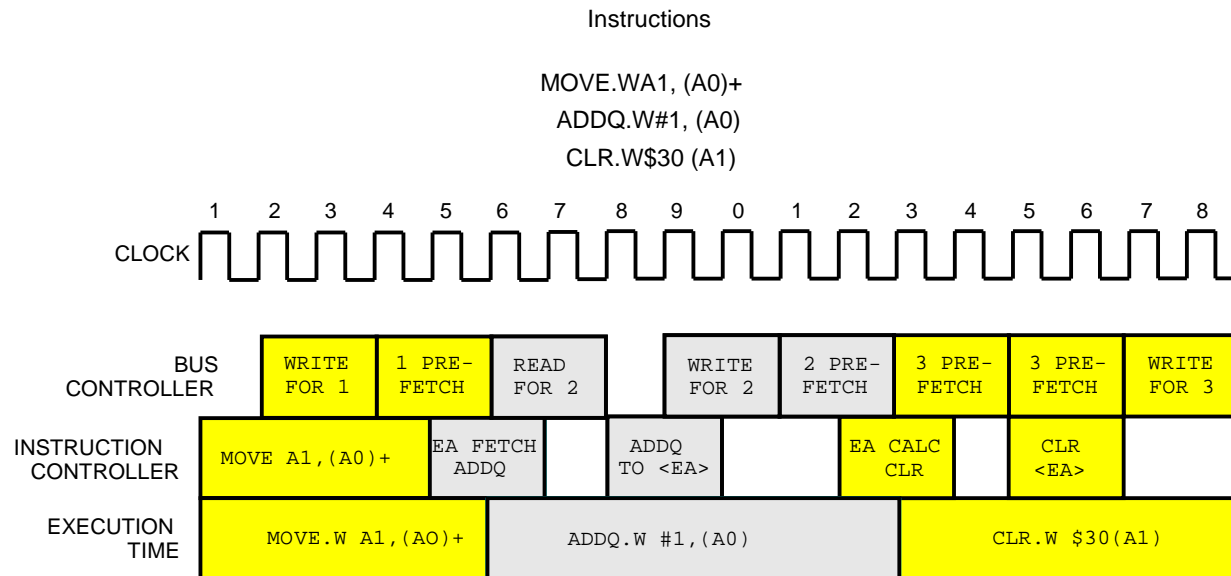 Instructions
MOVE.WA1, (A0)+
ADDQ.W#1, (A0)
CLR.W$30 (A1)
1 2 3 4 5 6 7 8 9 0 1 2 3 4 5 6 7 8
CLOCK
BUS
CONTROLLER
WRITE
FOR 1
1 PRE-
FETCH
READ
FOR 2
WRITE
FOR 2
2 PRE-
FETCH
3 PRE-
FETCH
3 PRE-
FETCH
WRITE
FOR 3
INSTRUCTION
CONTROLLER
MOVE A1,(A0)+
EA FETCH
ADDQ
ADDQ
TO <EA>
EA CALC
CLR
CLR
<EA>
EXECUTION
TIME
MOVE.W A1,(AO)+
ADDQ.W #1,(A0)
CLR.W $30(A1)